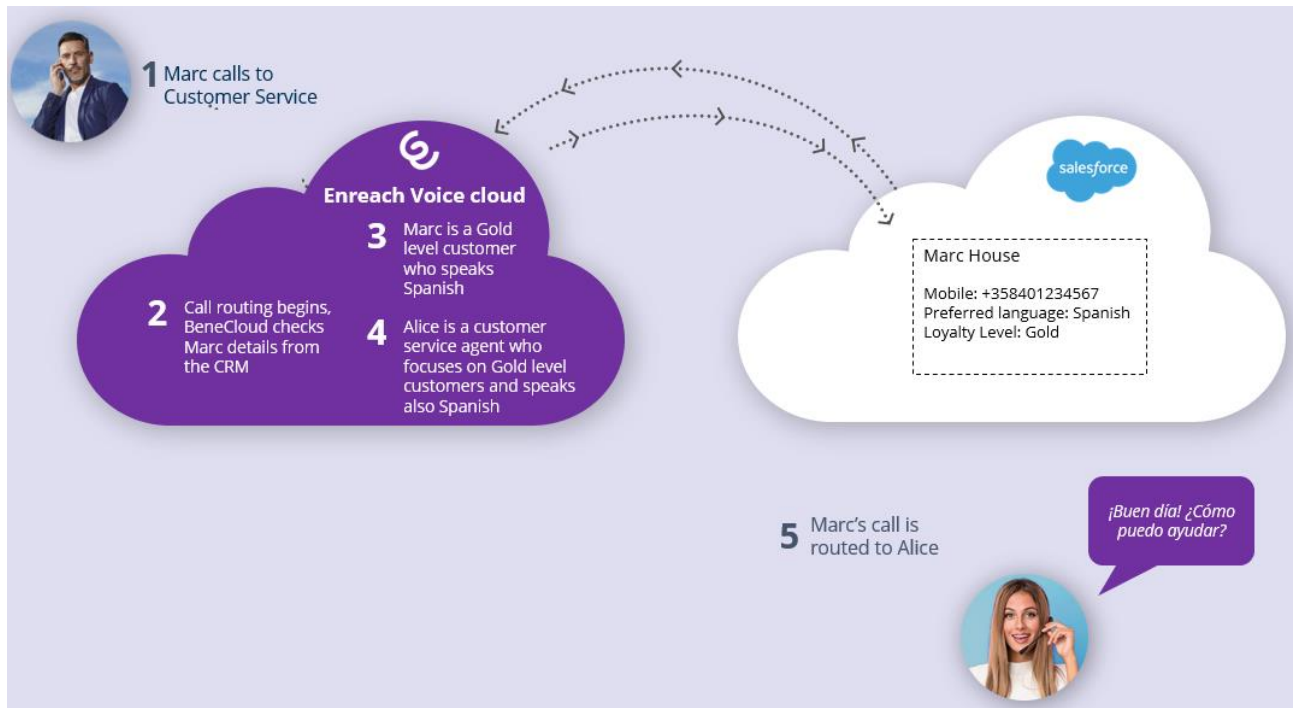 1 Marc calls to
Customer Service
Enreach Voice cloud
2 Call routing begins,
BeneCloud checks
Marc details from
the CRM
3 Marc is a Gold
level customer
who speaks
Spanish
4 Alice is a customer
service agent who
focuses on Gold level
customers and speaks
also Spanish
salesforce
Marc House
Mobile: +358401234567
Preferred language: Spanish
Loyalty Level: Gold
5 Marc’s call is
routed to Alice
¡Buen día! ¿Cómo
puedo ayudar?